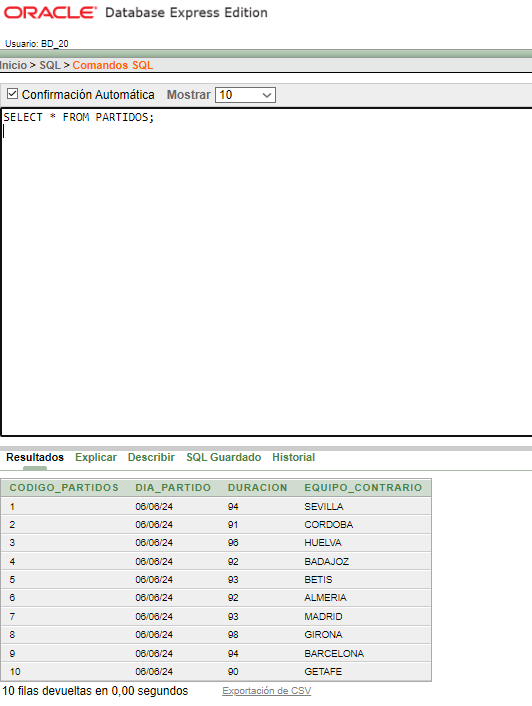 ORACLE Database Express Edition
Usuario: BD_20
Inicio > SQL > Comandos SQL
Confirmación Automática Mostrar 10
SELECT * FROM PARTIDOS;
Resultados Explicar Describir SQL Guardado Historial
CODIGO_PARTIDOS DIA_PARTIDO DURACION EQUIPO_CONTRARIO
1 06/06/24 94 SEVILLA
2 06/06/24 91 CORDOBA
3 06/06/24 96 HUELVA
4 06/06/24 92 BADAJOZ
5 06/06/24 93 BETIS
6 06/06/24 92 ALMERIA
7 06/06/24 93 MADRID
8 06/06/24 98 GIRONA
9 06/06/24 94 BARCELONA
10 06/06/24 90 GETAFE
10 filas devueltas en 0,00 segundos Exportación de CSV